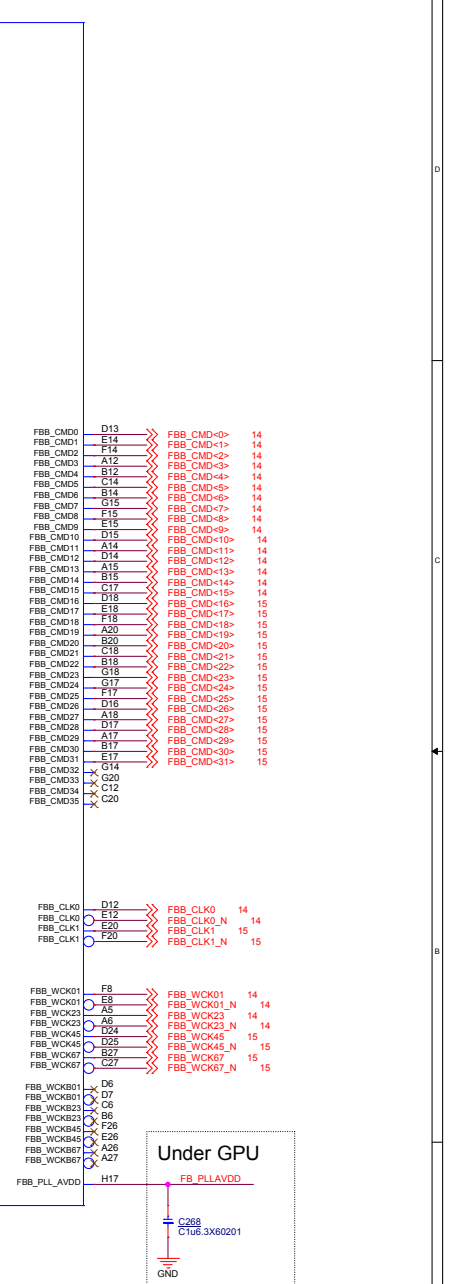 D
FBB_CMD0 D13 FBB_CMD<0> 14
FBB_CMD1 E14 FBB_CMD<1> 14
FBB_CMD2 F14 FBB_CMD<2> 14
FBB_CMD3 A12 FBB_CMD<3> 14
FBB_CMD4 B12 FBB_CMD<4> 14
FBB_CMD5 C14 FBB_CMD<5> 14
FBB_CMD6 B14 FBB_CMD<6> 14
FBB_CMD7 G15 FBB_CMD<7> 14
FBB_CMD8 F15 FBB_CMD<8> 14
FBB_CMD9 E15 FBB_CMD<9> 14
FBB_CMD10 D15 FBB_CMD<10> 14
FBB_CMD11 A14 FBB_CMD<11> 14
FBB_CMD12 D14 FBB_CMD<12> 14
C
FBB_CMD13 A15 FBB_CMD<13> 14
FBB_CMD14 B15 FBB_CMD<14> 14
FBB_CMD15 C17 FBB_CMD<15> 14
FBB_CMD16 D18 FBB_CMD<16> 15
FBB_CMD17 E18 FBB_CMD<17> 15
FBB_CMD18 F18 FBB_CMD<18> 15
FBB_CMD19 A20 FBB_CMD<19> 15
FBB_CMD20 B20 FBB_CMD<20> 15
FBB_CMD21 C18 FBB_CMD<21> 15
FBB_CMD22 B18 FBB_CMD<22> 15
FBB_CMD23 G18 FBB_CMD<23> 15
FBB_CMD24 G17 FBB_CMD<24> 15
FBB_CMD25 F17 FBB_CMD<25> 15
FBB_CMD26 D16 FBB_CMD<26> 15
FBB_CMD27 A18 FBB_CMD<27> 15
FBB_CMD28 D17 FBB_CMD<28> 15
FBB_CMD29 A17 FBB_CMD<29> 15
FBB_CMD30 B17 FBB_CMD<30> 15
FBB_CMD31 E17 FBB_CMD<31> 15
FBB_CMD32 G14
FBB_CMD33 G20
FBB_CMD34 C12
FBB_CMD35 C20
FBB_CLK0 D12 FBB_CLK0 14
FBB_CLK0 E12 FBB_CLK0_N 14
FBB_CLK1 E20 FBB_CLK1 15
FBB_CLK1 F20 FBB_CLK1_N 15
B
FBB_WCK01 F8 FBB_WCK01 14
FBB_WCK01 E8 FBB_WCK01_N 14
FBB_WCK23 A5 FBB_WCK23 14
FBB_WCK23 A6 FBB_WCK23_N 14
FBB_WCK45 D24 FBB_WCK45 15
FBB_WCK45 D25 FBB_WCK45_N 15
FBB_WCK67 B27 FBB_WCK67 15
FBB_WCK67 C27 FBB_WCK67_N 15
FBB_WCKB01 D6
FBB_WCKB01 D7
FBB_WCKB23 C6
FBB_WCKB23 B6
FBB_WCKB45 F26
FBB_WCKB45 E26
FBB_WCKB67 A26
FBB_WCKB67 A27
Under GPU
FBB_PLL_AVDD H17 FB_PLLAVDD
C268
C1u6.3X60201
GND